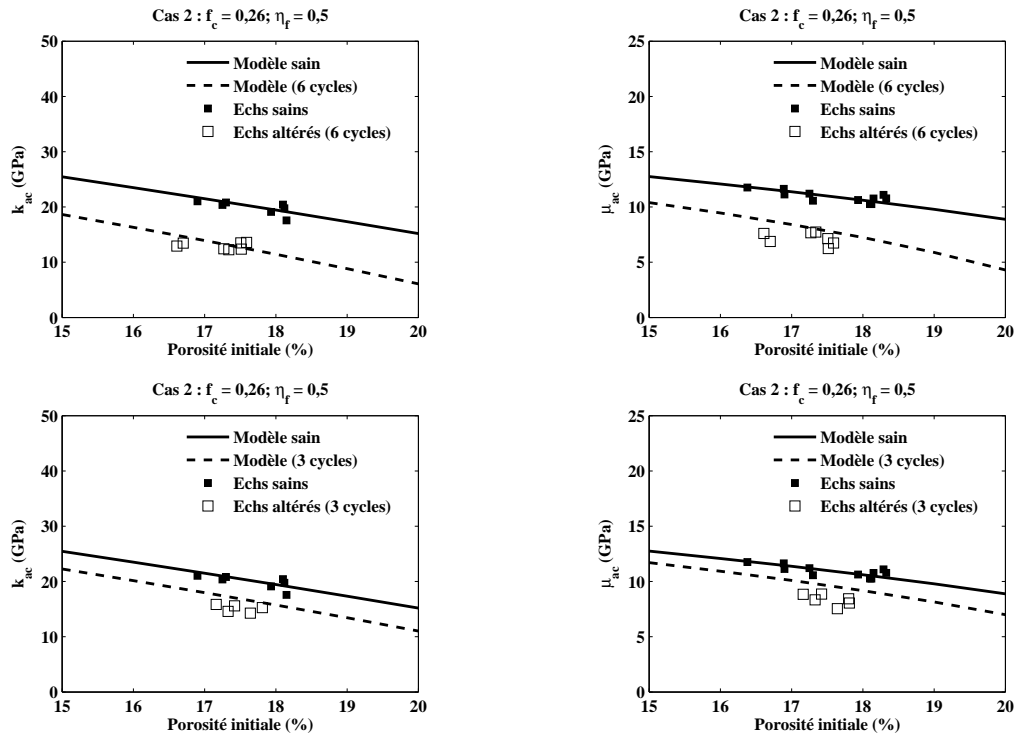 Cas 2 : f_c = 0,26; η_f = 0,5
50
40
30
20
10
0
k_ac (GPa)
Modèle sain
Modèle (6 cycles)
Echs sains
Echs altérés (6 cycles)
15 16 17 18 19 20
Porosité initiale (%)
Cas 2 : f_c = 0,26; η_f = 0,5
25
20
15
10
5
0
μ_ac (GPa)
Modèle sain
Modèle (6 cycles)
Echs sains
Echs altérés (6 cycles)
15 16 17 18 19 20
Porosité initiale (%)
Cas 2 : f_c = 0,26; η_f = 0,5
50
40
30
20
10
0
k_ac (GPa)
Modèle sain
Modèle (3 cycles)
Echs sains
Echs altérés (3 cycles)
15 16 17 18 19 20
Porosité initiale (%)
Cas 2 : f_c = 0,26; η_f = 0,5
25
20
15
10
5
0
μ_ac (GPa)
Modèle sain
Modèle (3 cycles)
Echs sains
Echs altérés (3 cycles)
15 16 17 18 19 20
Porosité initiale (%)